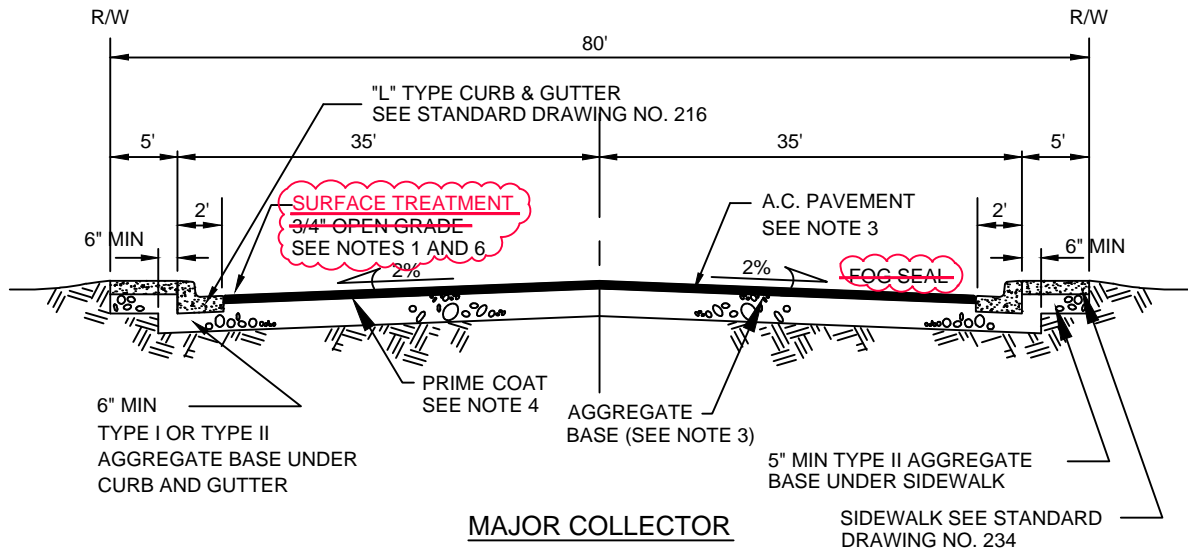 R/W
R/W
80'
"L" TYPE CURB & GUTTER
SEE STANDARD DRAWING NO. 216
5'
35'
35'
5'
2'
SURFACE TREATMENT
3/4" OPEN GRADE
SEE NOTES 1 AND 6
A.C. PAVEMENT
SEE NOTE 3
2'
6" MIN
6" MIN
2%
2%
FOG SEAL
PRIME COAT
SEE NOTE 4
6" MIN
TYPE I OR TYPE II
AGGREGATE BASE UNDER
CURB AND GUTTER
AGGREGATE
BASE (SEE NOTE 3)
5" MIN TYPE II AGGREGATE
BASE UNDER SIDEWALK
SIDEWALK SEE STANDARD
DRAWING NO. 234
MAJOR COLLECTOR